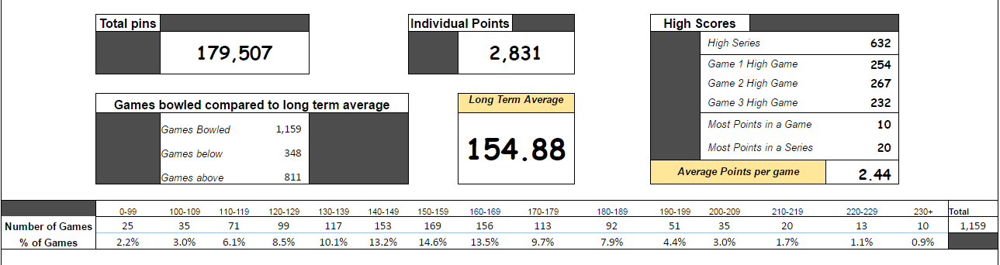 Total pins
179,507
Individual Points
2,831
High Scores
High Series 632
Game 1 High Game 254
Game 2 High Game 267
Game 3 High Game 232
Most Points in a Game 10
Most Points in a Series 20
Average Points per game 2.44
Games bowled compared to long term average
Games Bowled 1,159
Games below 348
Games above 811
Long Term Average
154.88
0-99 100-109 110-119 120-129 130-139 140-149 150-159 160-169 170-179 180-189 190-199 200-209 210-219 220-229 230+ Total
Number of Games 25 35 71 99 117 153 169 156 113 92 51 35 20 13 10 1,159
% of Games 2.2% 3.0% 6.1% 8.5% 10.1% 13.2% 14.6% 13.5% 9.7% 7.9% 4.4% 3.0% 1.7% 1.1% 0.9%